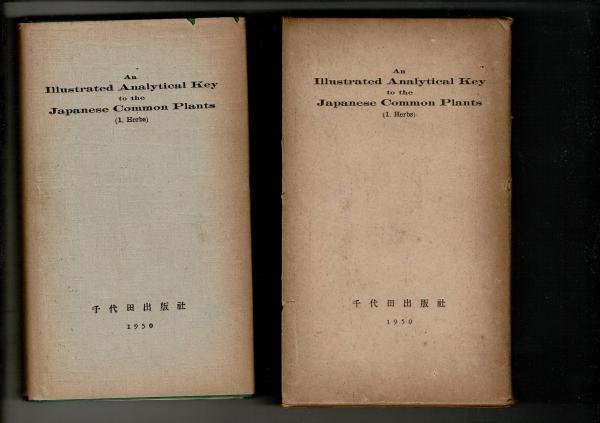 An
Illustrated Analytical Key
to the
Japanese Common Plants
(1. Herbs)
千代田出版社
1950
An
Illustrated Analytical Key
to the
Japanese Common Plants
(1. Herbs)
千代田出版社
1950